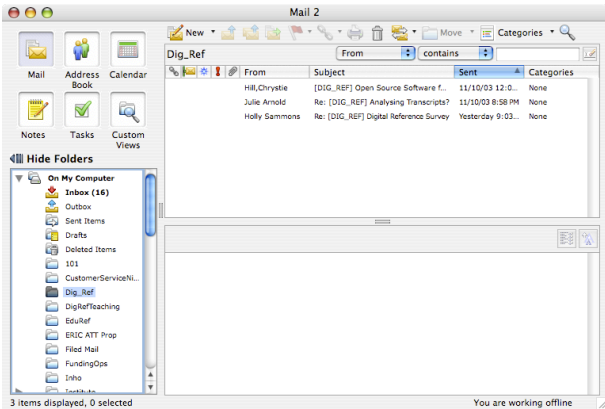 Mail 2
New
Move
Categories
Mail
Address
Book
Calendar
Notes
Tasks
Custom
Views
Hide Folders
On My Computer
Inbox (16)
Outbox
Sent Items
Drafts
Deleted Items
101
CustomerServiceNi...
Dig_Ref
DigRefTeaching
EduRef
ERIC ATT Prop
Filed Mail
FundingOps
Inho
Institute
Dig_Ref From contains
From Subject Sent Categories
Hill,Chrystie [DIG_REF] Open Source Software f... 11/10/03 12:0... None
Julie Arnold Re: [DIG_REF] Analysing Transcripts? 11/10/03 8:58 PM None
Holly Sammons Re: [DIG_REF] Digital Reference Survey Yesterday 9:03... None
3 items displayed, 0 selected
You are working offline